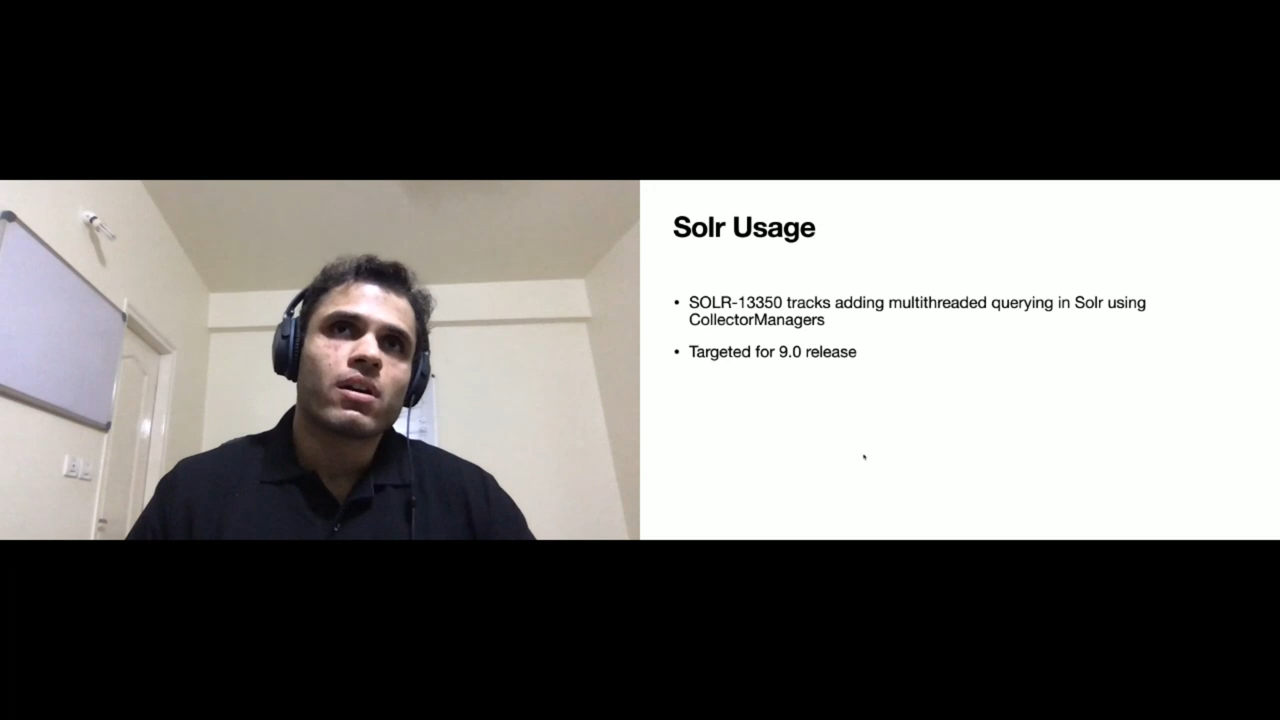 Solr Usage
• SOLR-13350 tracks adding multithreaded querying in Solr using
CollectorManagers
• Targeted for 9.0 release